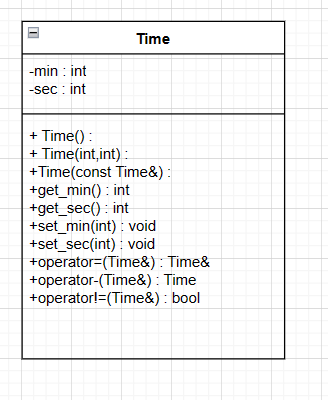 Time
-min : int
-sec : int
+ Time() :
+ Time(int,int) :
+Time(const Time&) :
+get_min() : int
+get_sec() : int
+set_min(int) : void
+set_sec(int) : void
+operator=(Time&) : Time&
+operator-(Time&) : Time
+operator!=(Time&) : bool